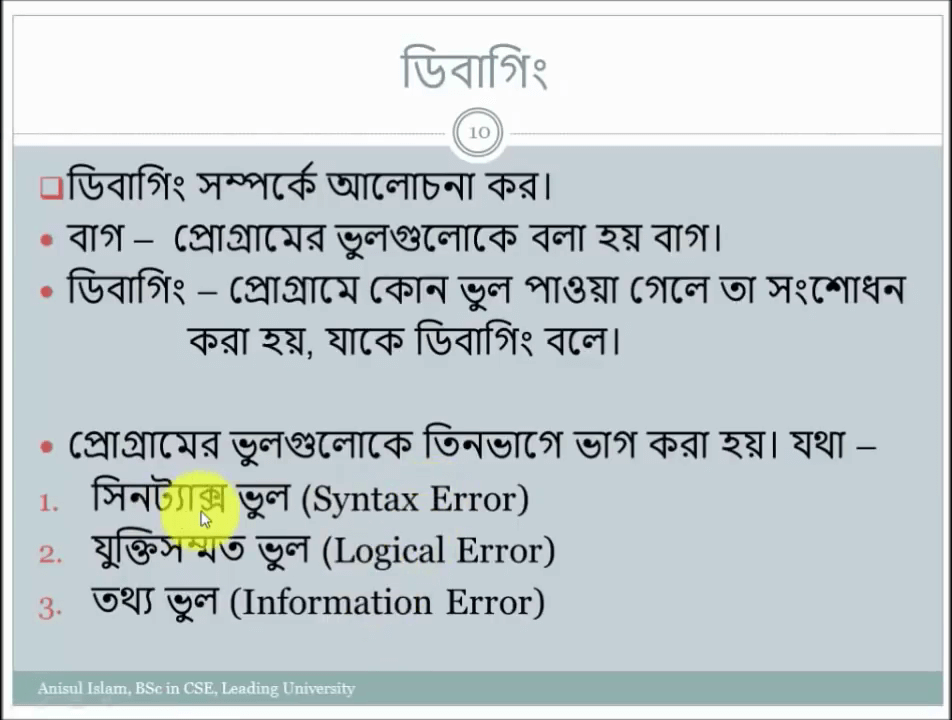 ডিবাগিং
10
ডিবাগিং সম্পর্কে আলোচনা কর।
• বাগ – প্রোগ্রামের ভুলগুলোকে বলা হয় বাগ।
• ডিবাগিং – প্রোগ্রামে কোন ভুল পাওয়া গেলে তা সংশোধন
করা হয়, যাকে ডিবাগিং বলে।
• প্রোগ্রামের ভুলগুলোকে তিনভাগে ভাগ করা হয়। যথা –
1. সিনট্যাক্স ভুল (Syntax Error)
2. যুক্তিসম্মত ভুল (Logical Error)
3. তথ্য ভুল (Information Error)
Anisul Islam, BSc in CSE, Leading University